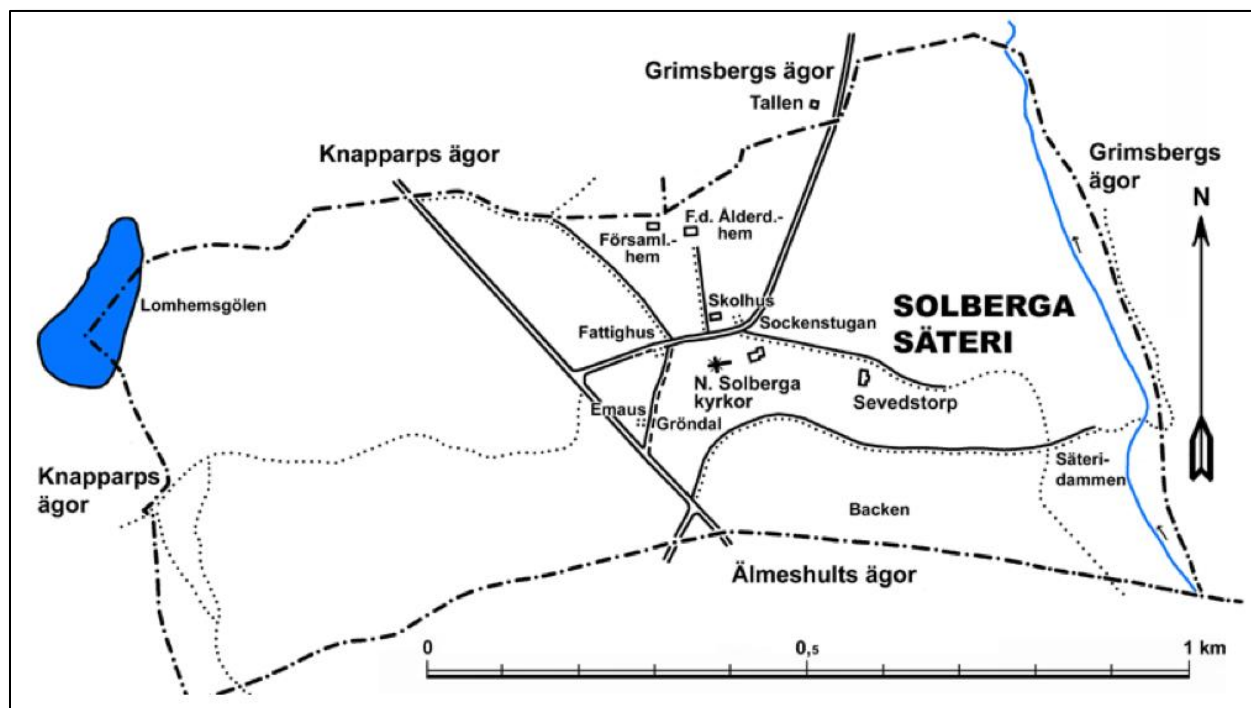 Grimsbergs ägor
Tallen
Knapparps ägor
Grimsbergs
ägor
N
F.d. Ålderd.-
hem
Församl.-
hem
Lomhemsgölen
Skolhus
SOLBERGA
SÄTERI
Fattighus
Sockenstugan
N. Solberga
kyrkor
Sevedstorp
Emaus
Gröndal
Knapparps
ägor
Säteri-
dammen
Backen
Älmeshults ägor
0
0,5
1 km